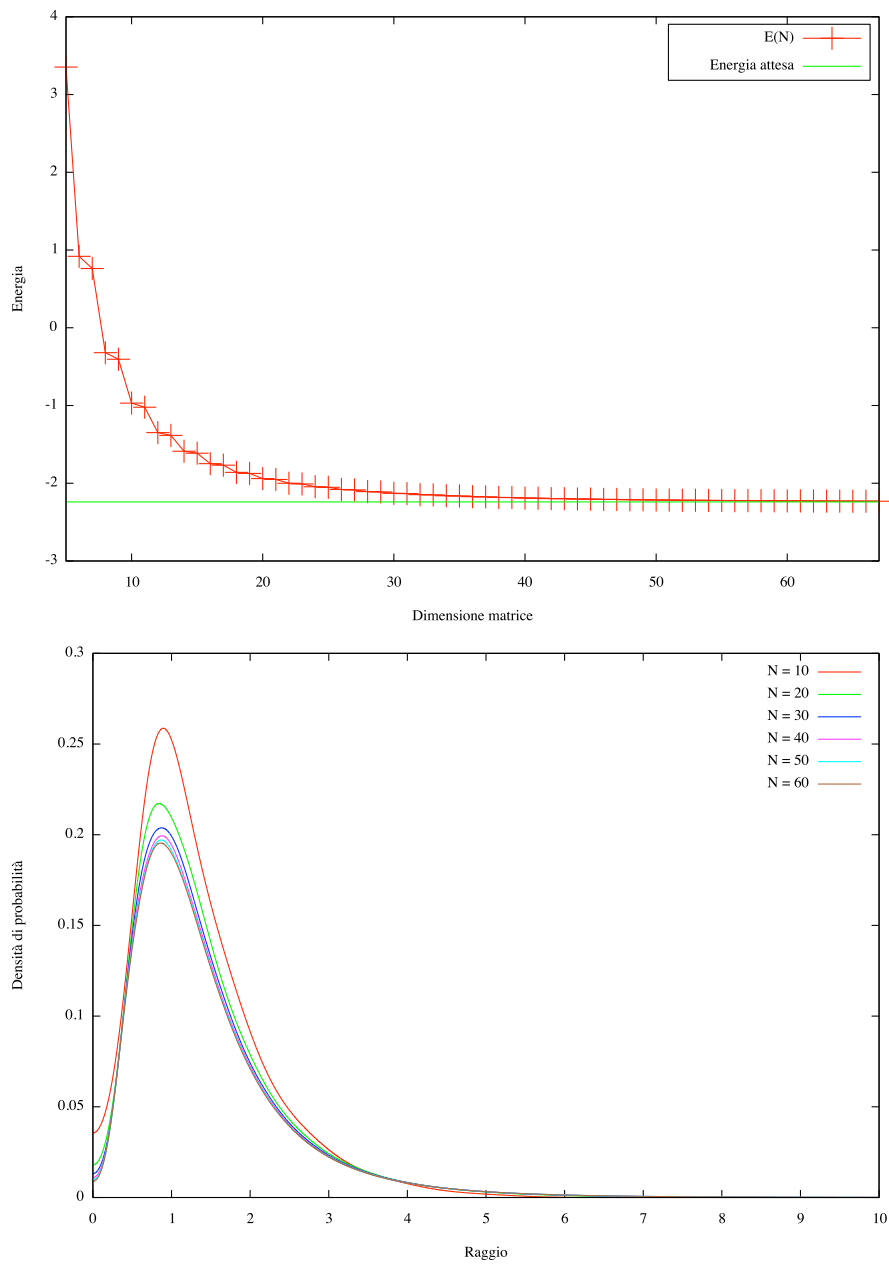 4
3
2
1
0
-1
-2
-3
Energia
E(N)
Energia attesa
10 20 30 40 50 60
Dimensione matrice
0.3
0.25
0.2
0.15
0.1
0.05
0
Densità di probabilità
N = 10
N = 20
N = 30
N = 40
N = 50
N = 60
0 1 2 3 4 5 6 7 8 9 10
Raggio